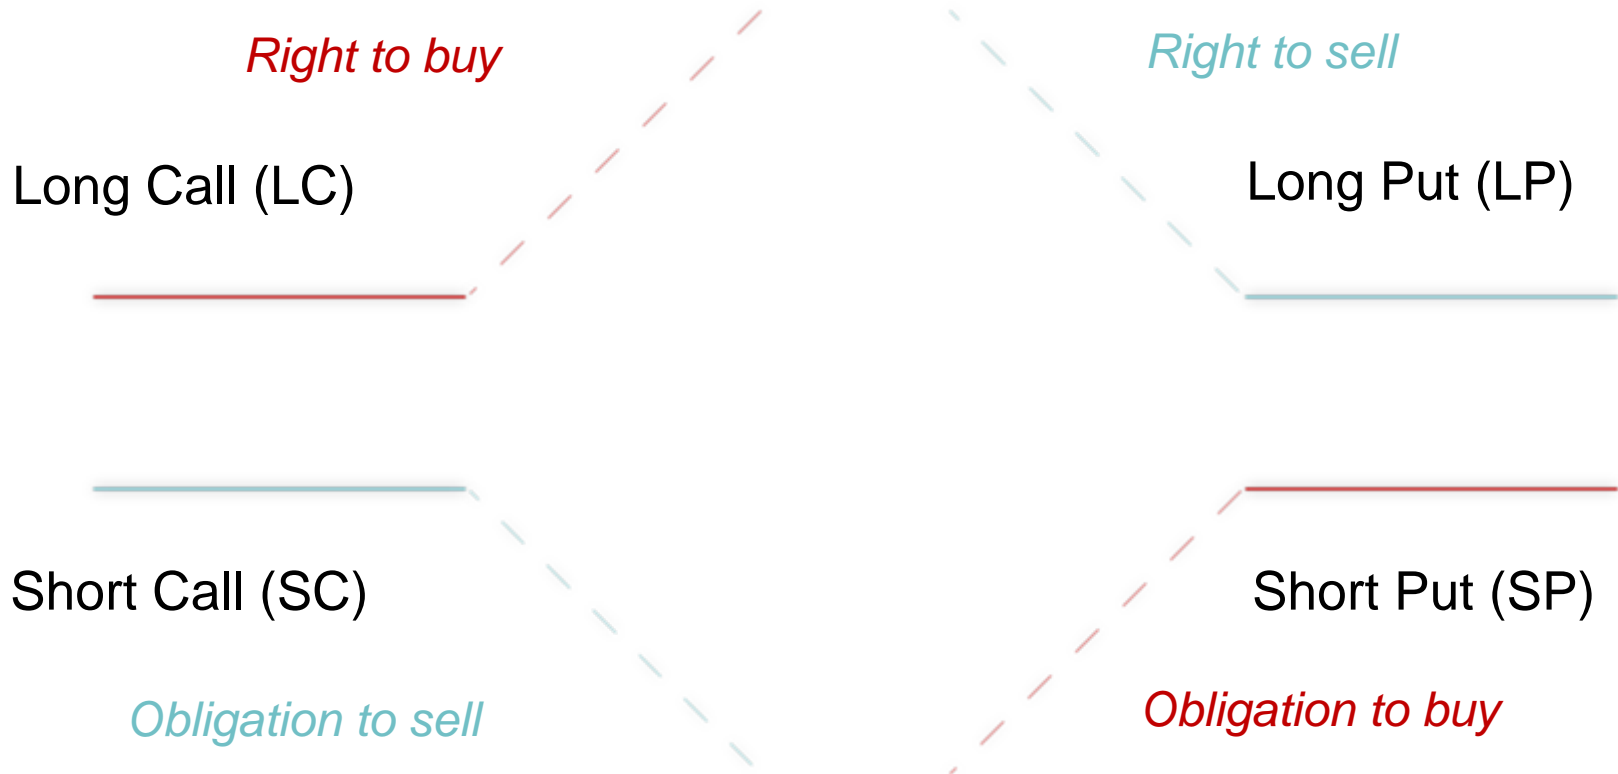 Right to buy
Right to sell
Long Call (LC)
Long Put (LP)
Short Call (SC)
Short Put (SP)
Obligation to sell
Obligation to buy